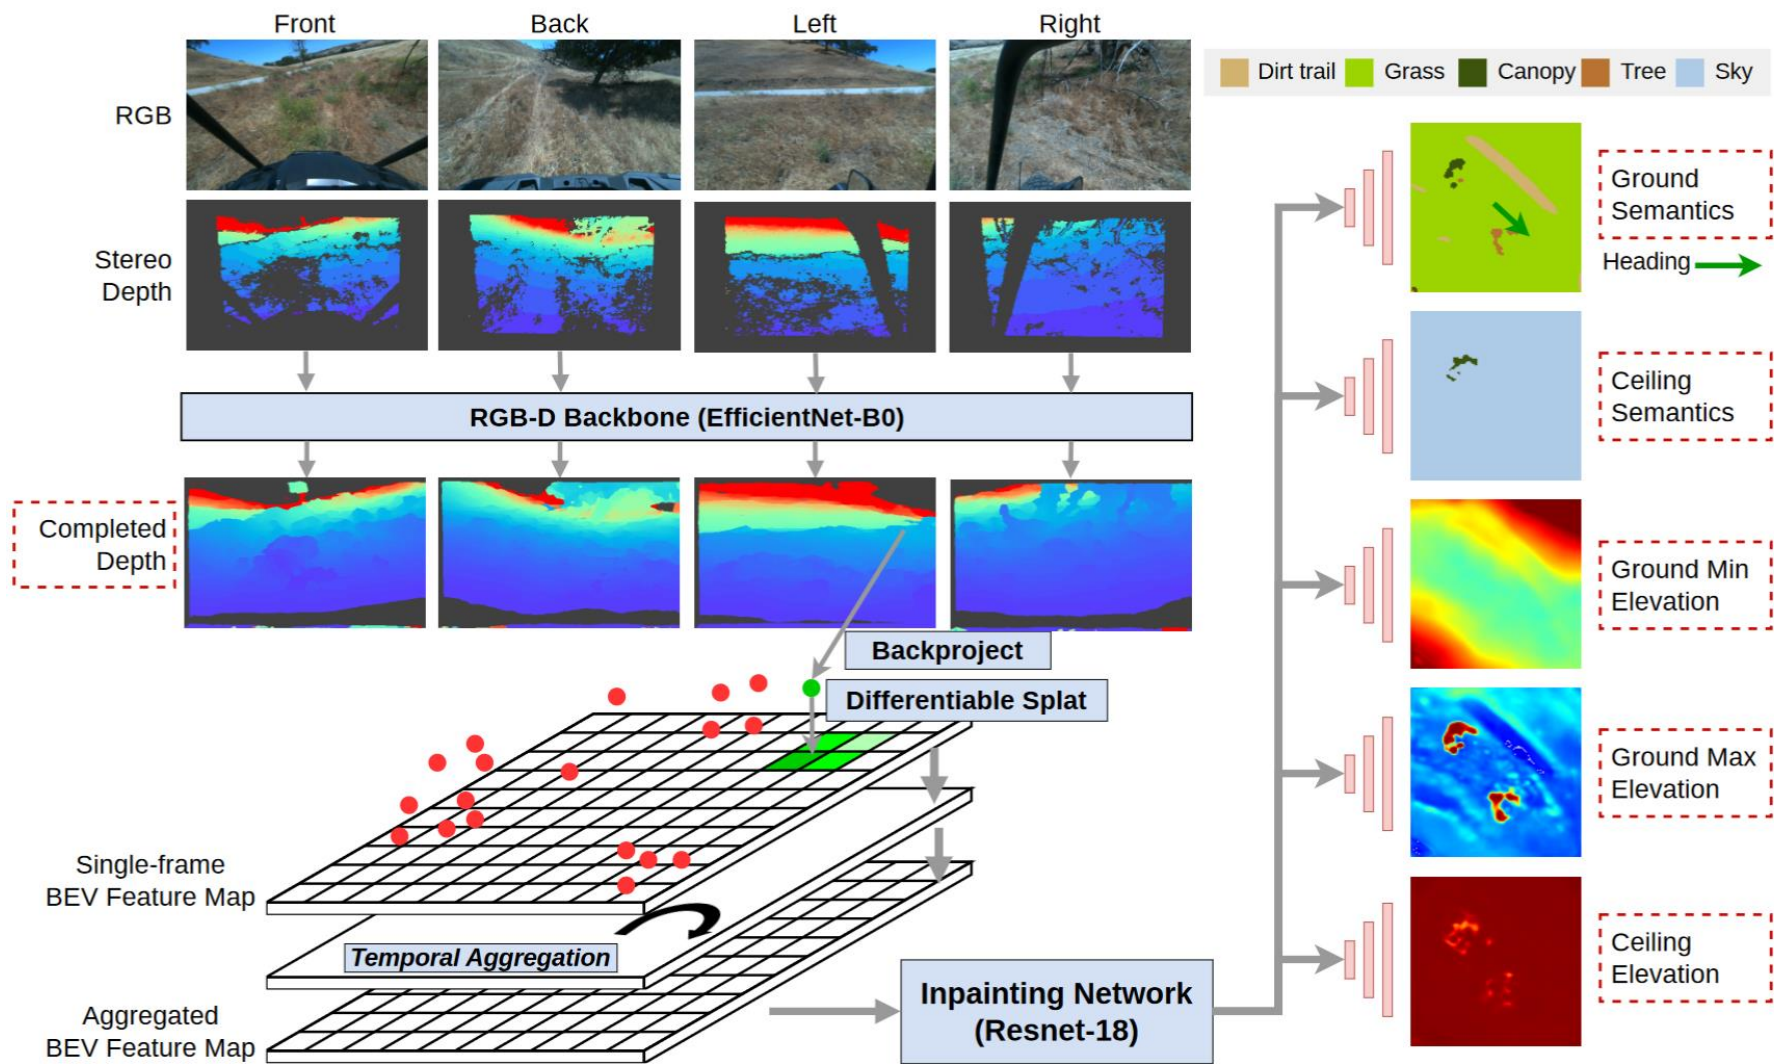 Front
Back
Left
Right
RGB
Stereo
Depth
RGB-D Backbone (EfficientNet-B0)
Completed
Depth
Backproject
Differentiable Splat
Single-frame
BEV Feature Map
Temporal Aggregation
Aggregated
BEV Feature Map
Inpainting Network
(Resnet-18)
Dirt trail
Grass
Canopy
Tree
Sky
Ground
Semantics
Heading
Ceiling
Semantics
Ground Min
Elevation
Ground Max
Elevation
Ceiling
Elevation